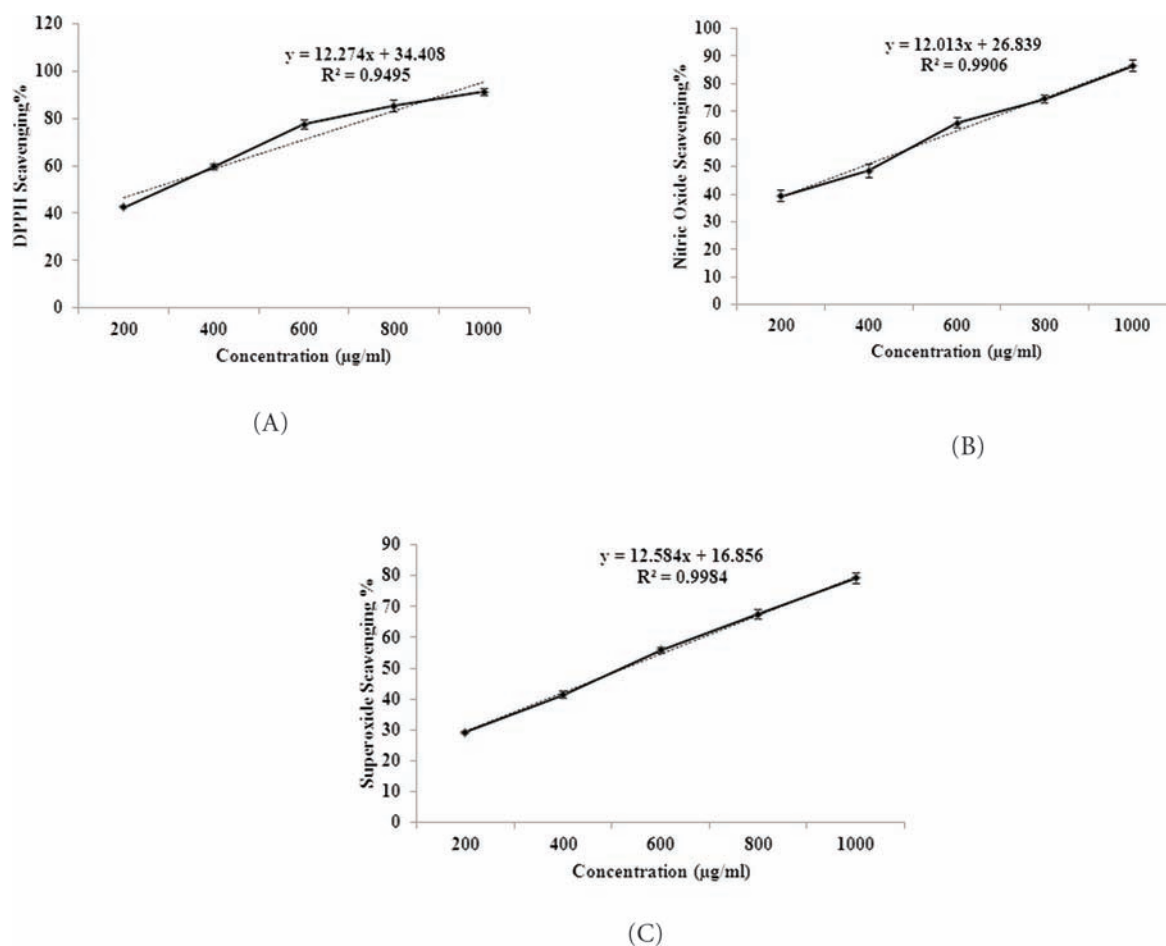 120
100
80
60
40
20
0
DPPH Scavenging%
y = 12.274x + 34.408
R² = 0.9495
200 400 600 800 1000
Concentration (µg/ml)
(A)
100
90
80
70
60
50
40
30
20
10
0
Nitric Oxide Scavenging%
y = 12.013x + 26.839
R² = 0.9906
200 400 600 800 1000
Concentration (µg/ml)
(B)
90
80
70
60
50
40
30
20
10
0
Superoxide Scavenging %
y = 12.584x + 16.856
R² = 0.9984
200 400 600 800 1000
Concentration (µg/ml)
(C)